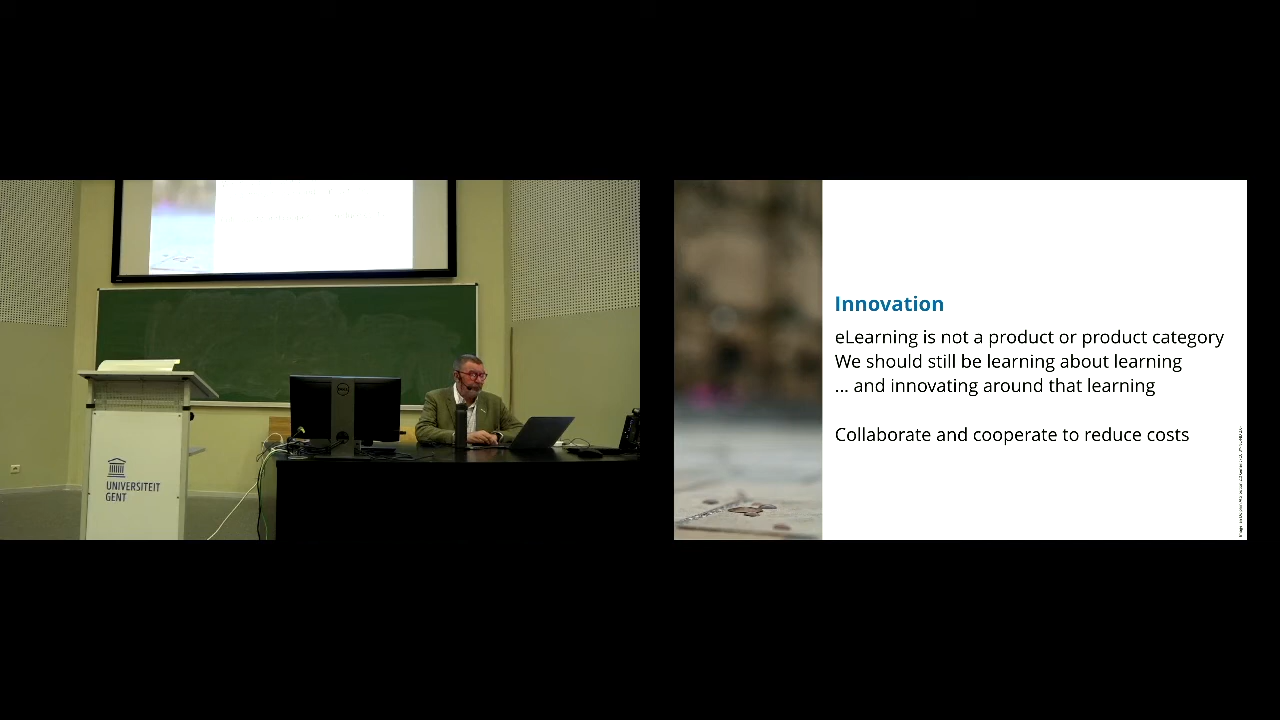 UNIVERSITEIT
GENT
Innovation
eLearning is not a product or product category
We should still be learning about learning
... and innovating around that learning
Collaborate and cooperate to reduce costs